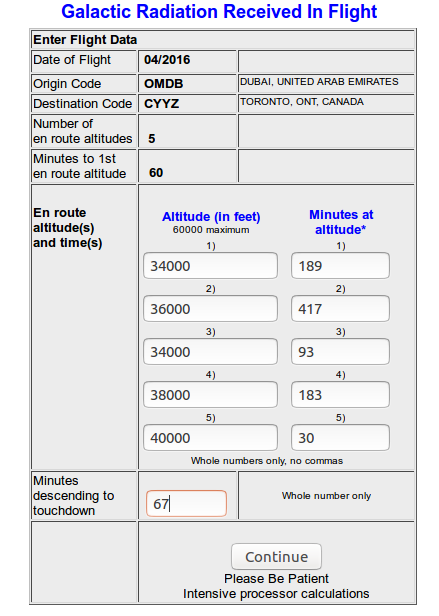 Galactic Radiation Received In Flight
Enter Flight Data
Date of Flight 04/2016
Origin Code OMDB DUBAI, UNITED ARAB EMIRATES
Destination Code CYYZ TORONTO, ONT, CANADA
Number of
en route altitudes 5
Minutes to 1st
en route altitude 60
En route
altitude(s)
and time(s)
Altitude (in feet) Minutes at
60000 maximum altitude*
1) 1)
34000 189
2) 2)
36000 417
3) 3)
34000 93
4) 4)
38000 183
5) 5)
40000 30
Whole numbers only, no commas
Minutes
descending to
touchdown
67 Whole number only
Continue
Please Be Patient
Intensive processor calculations